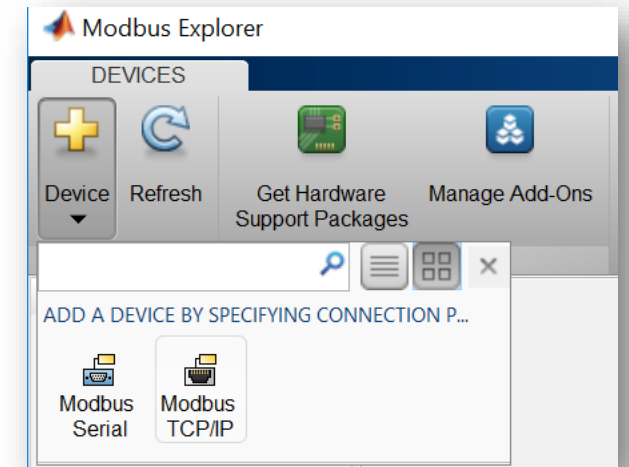 Modbus Explorer
DEVICES
Device
Refresh
Get Hardware
Support Packages
Manage Add-Ons
ADD A DEVICE BY SPECIFYING CONNECTION P...
Modbus
Serial
Modbus
TCP/IP